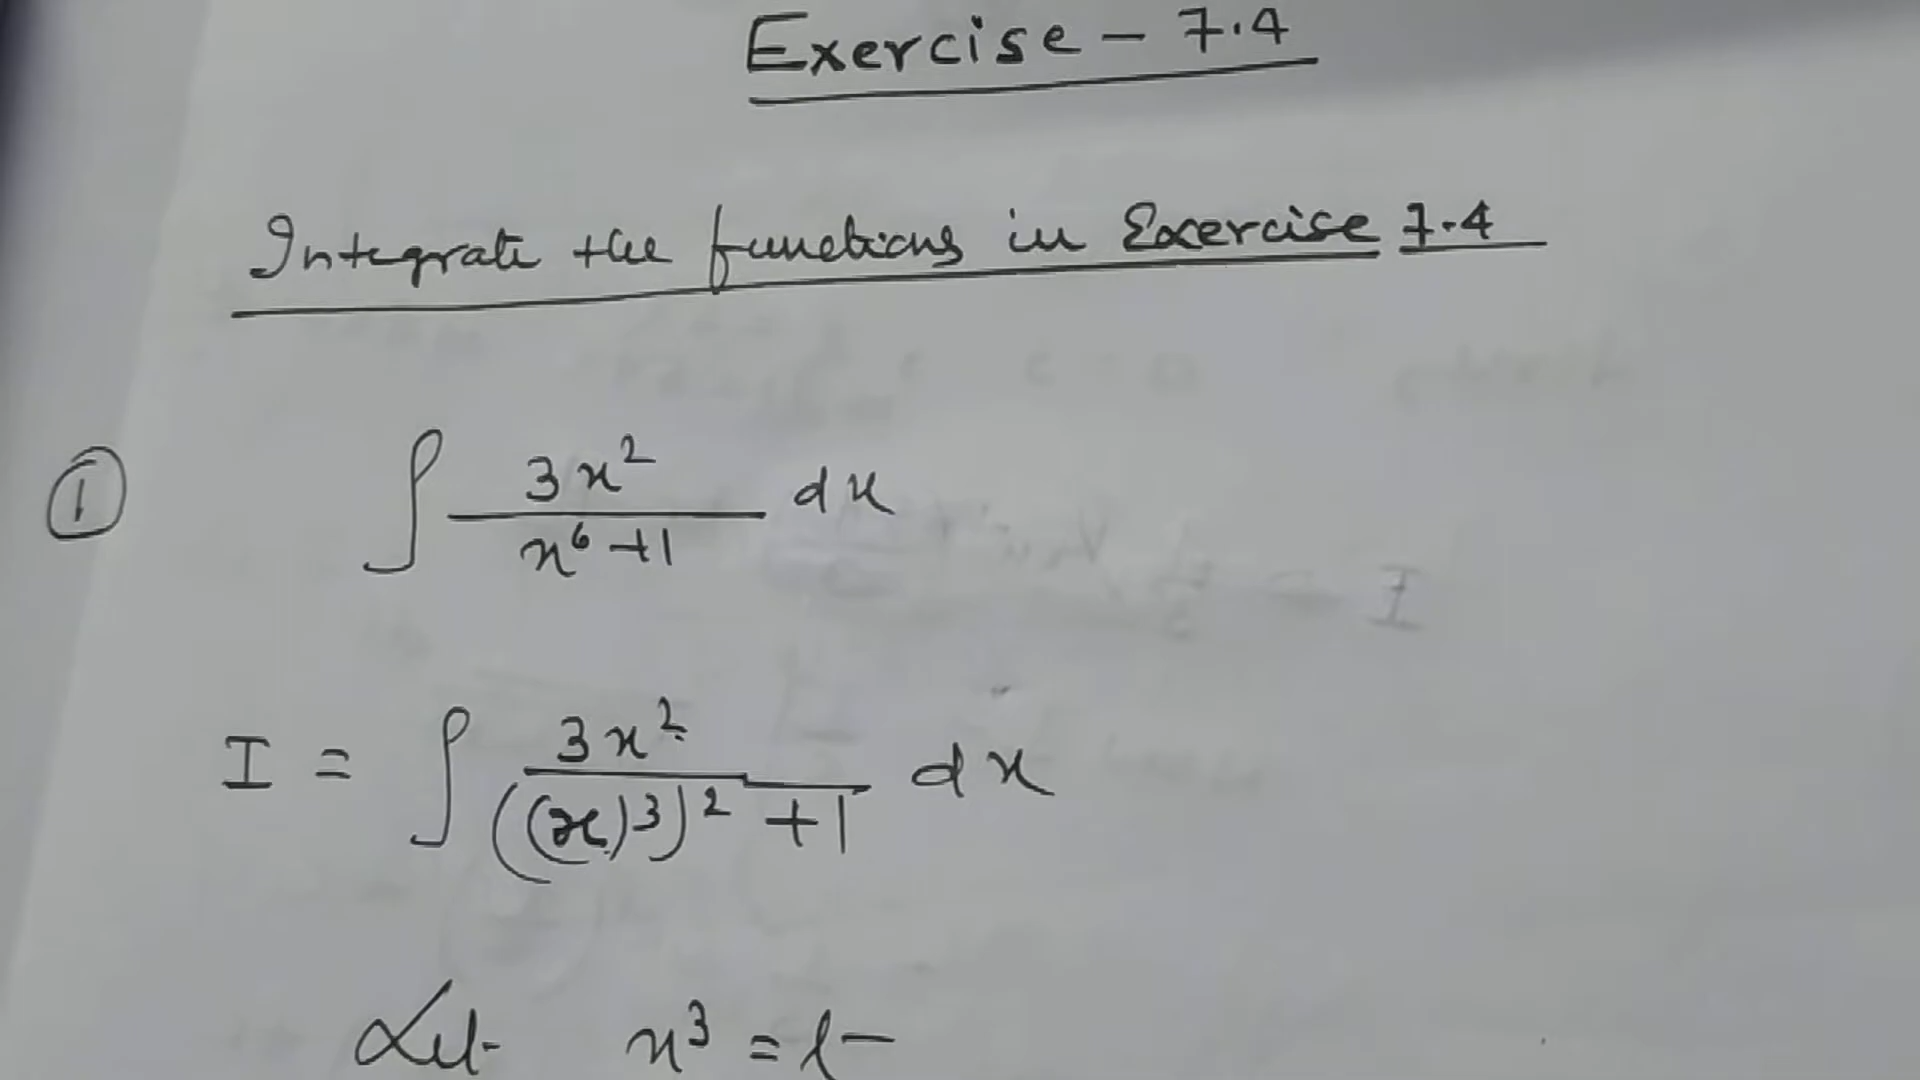 Exercise – 7.4
Integrate the functions in Exercise 7.4
① ∫ 3x²/(x⁶+1) dx
I = ∫ 3x²/(((x)³)²+1) dx
Let x³ = t